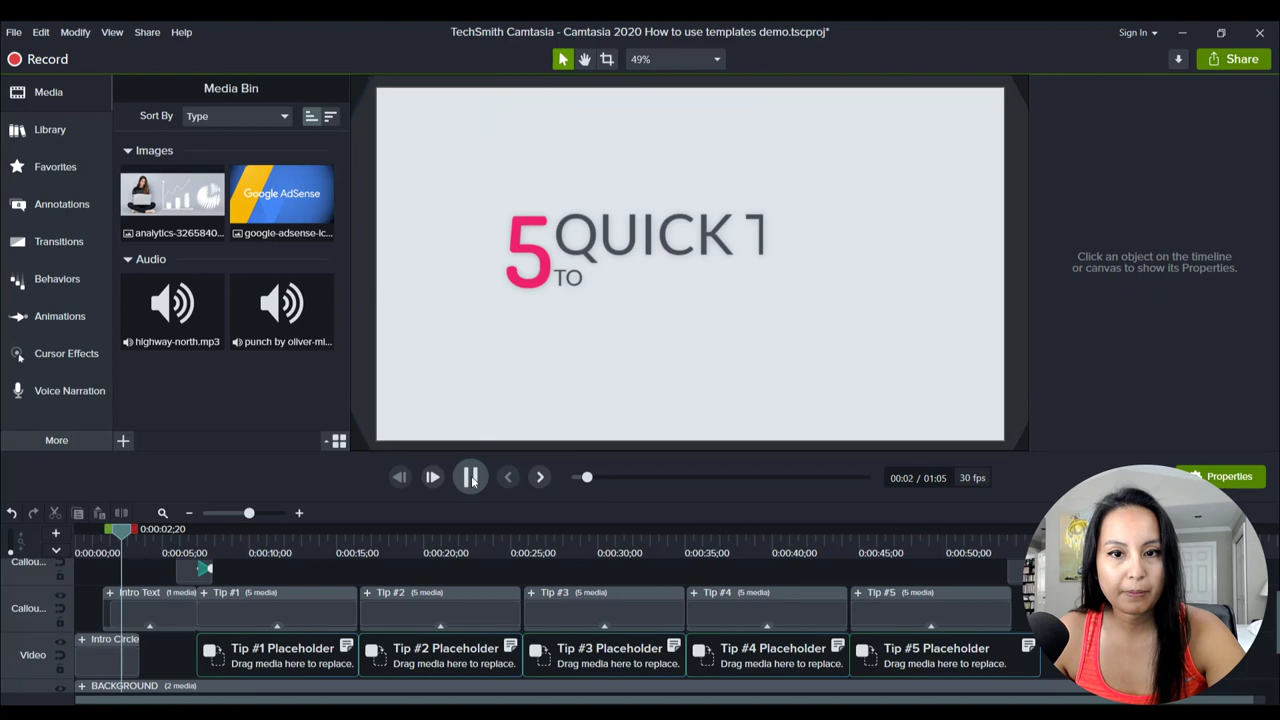 TechSmith Camtasia - Camtasia 2020 How to use templates demo.tscproj*
File Edit Modify View Share Help
Sign In
Record
49%
Share
Media
Library
Favorites
Annotations
Transitions
Behaviors
Animations
Cursor Effects
Voice Narration
More
Media Bin
Sort By Type
Images
Google AdSense
analytics-3265840...
google-adsense-lc...
Audio
highway-north.mp3
punch by oliver-mi...
5 QUICK T
TO
Click an object on the timeline
or canvas to show its Properties.
00:02 / 01:05 30 fps
Properties
0:00:02;20
0:00:00;00 0:00:05;00 0:00:10;00 0:00:15;00 0:00:20;00 0:00:25;00 0:00:30;00 0:00:35;00 0:00:40;00 0:00:45;00 0:00:50;00
Callou...
+ Intro Text (1 media) + Tip #1 (5 media) + Tip #2 (5 media) + Tip #3 (5 media) + Tip #4 (5 media) + Tip #5 (5 media)
Callou...
+ Intro Circle
Video
Tip #1 Placeholder
Drag media here to replace.
Tip #2 Placeholder
Drag media here to replace.
Tip #3 Placeholder
Drag media here to replace.
Tip #4 Placeholder
Drag media here to replace.
Tip #5 Placeholder
Drag media here to replace.
+ BACKGROUND (2 media)